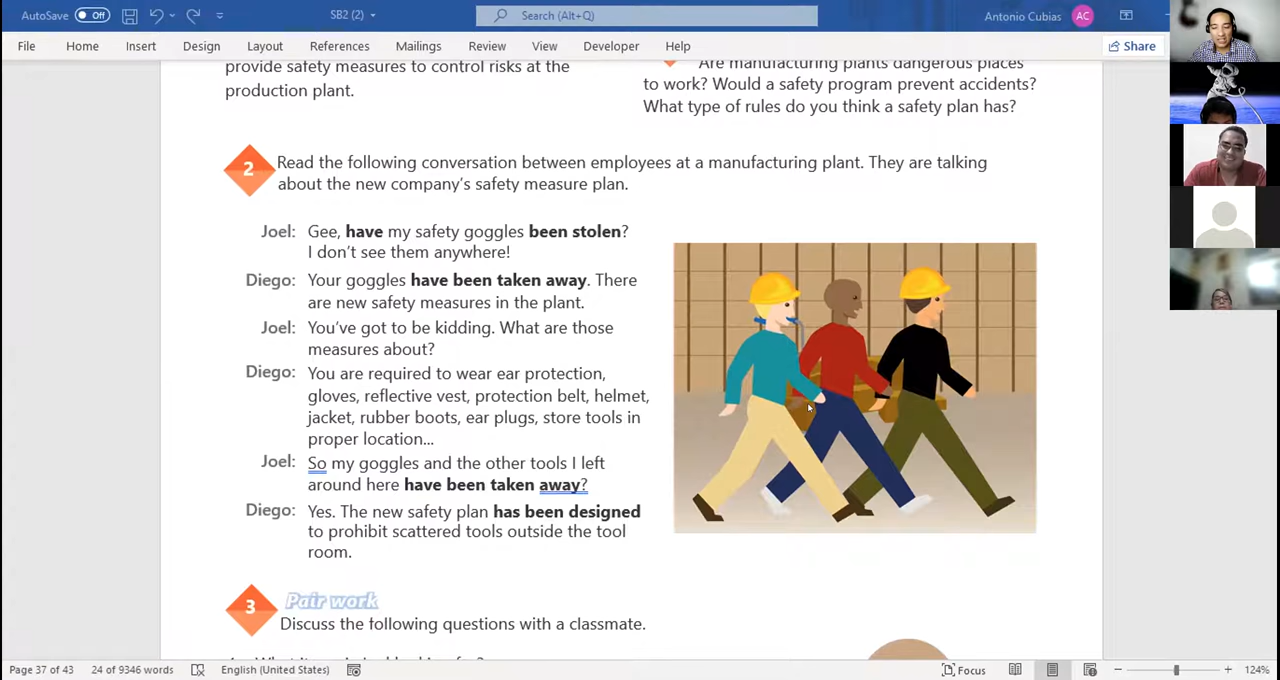 AutoSave
Off
SB2 (2)
Search (Alt+Q)
Antonio Cubias
AC
File
Home
Insert
Design
Layout
References
Mailings
Review
View
Developer
Help
Share
provide safety measures to control risks at the
production plant.
Are manufacturing plants dangerous places
to work? Would a safety program prevent accidents?
What type of rules do you think a safety plan has?
2
Read the following conversation between employees at a manufacturing plant. They are talking
about the new company's safety measure plan.
Joel: Gee, have my safety goggles been stolen?
I don't see them anywhere!
Diego: Your goggles have been taken away. There
are new safety measures in the plant.
Joel: You've got to be kidding. What are those
measures about?
Diego: You are required to wear ear protection,
gloves, reflective vest, protection belt, helmet,
jacket, rubber boots, ear plugs, store tools in
proper location...
Joel: So my goggles and the other tools I left
around here have been taken away?
Diego: Yes. The new safety plan has been designed
to prohibit scattered tools outside the tool
room.
3
Pair work
Discuss the following questions with a classmate.
Page 37 of 43
24 of 9346 words
English (United States)
Focus
124%